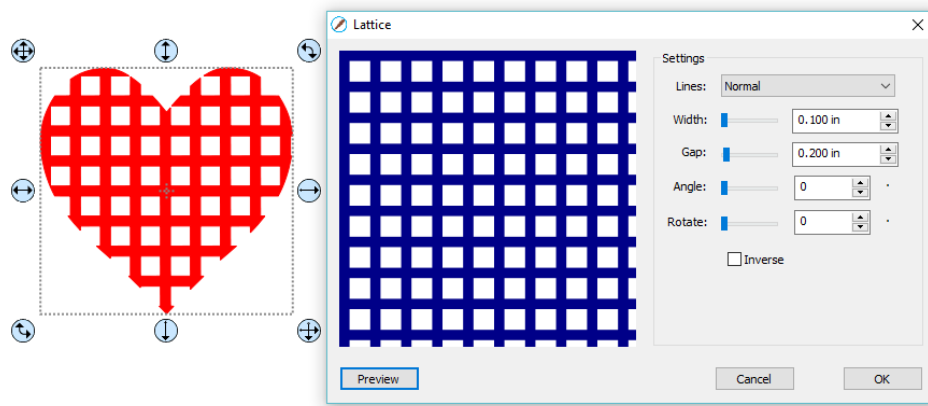 Lattice
Settings
Lines: Normal
Width: 0.100 in
Gap: 0.200 in
Angle: 0 °
Rotate: 0 °
Inverse
Preview Cancel OK